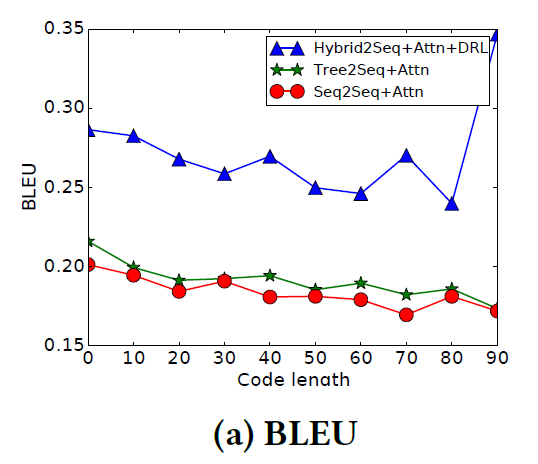 0.35
0.30
0.25
0.20
0.15
BLEU
Hybrid2Seq+Attn+DRL
Tree2Seq+Attn
Seq2Seq+Attn
0 10 20 30 40 50 60 70 80 90
Code lenath
(a) BLEU